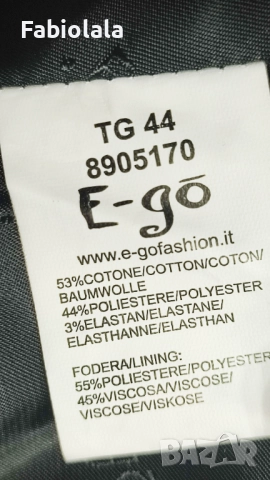 Fabiolala
TG 44
8905170
E-gō
www.e-gofashion.it
53%COTONE/COTTON/COTON/
BAUMWOLLE
44%POLIESTERE/POLYESTER
3%ELASTAN/ELASTANE/
ELASTHANNE/ELASTHAN
FODERA/LINING:
55%POLIESTERE/POLYESTER
45%VISCOSA/VISCOSE/
VISCOSE/VISKOSE
BAZAR